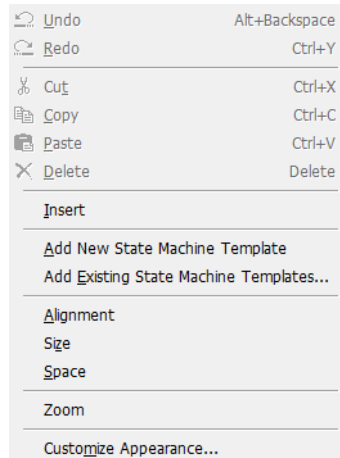 Undo Alt+Backspace
Redo Ctrl+Y
Cut Ctrl+X
Copy Ctrl+C
Paste Ctrl+V
Delete Delete
Insert
Add New State Machine Template
Add Existing State Machine Templates...
Alignment
Size
Space
Zoom
Customize Appearance...